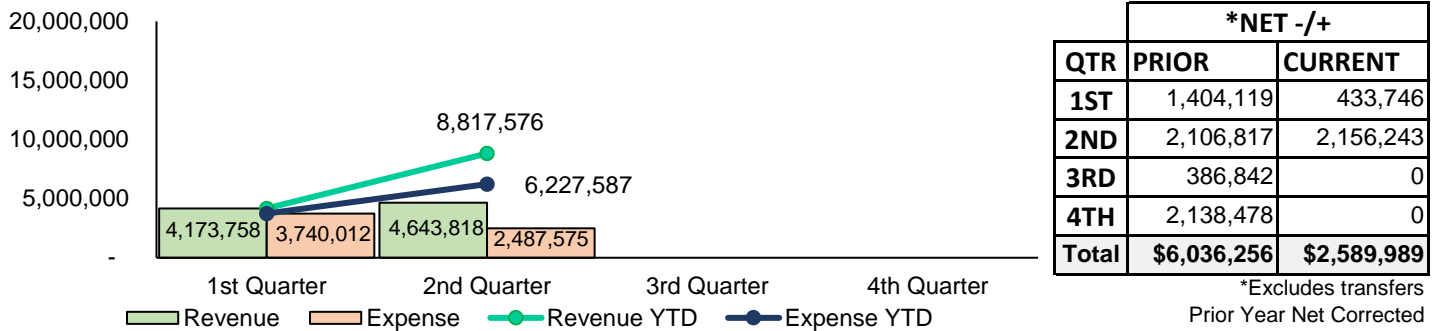 20,000,000
15,000,000
10,000,000
5,000,000
-
8,817,576
6,227,587
4,173,758
3,740,012
4,643,818
2,487,575
1st Quarter 2nd Quarter 3rd Quarter 4th Quarter
Revenue Expense Revenue YTD Expense YTD
*NET -/+
QTR PRIOR CURRENT
1ST 1,404,119 433,746
2ND 2,106,817 2,156,243
3RD 386,842 0
4TH 2,138,478 0
Total $6,036,256 $2,589,989
*Excludes transfers
Prior Year Net Corrected